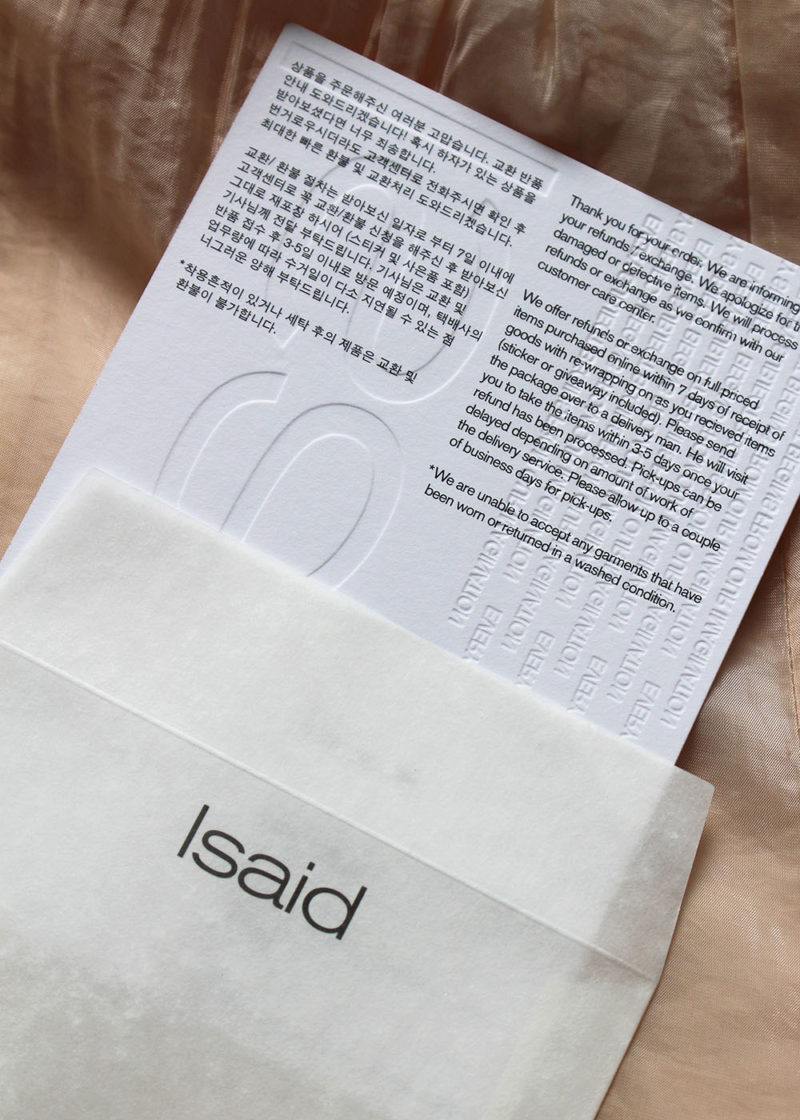 상품을 주문해주신 여러분 고맙습니다. 교환 반품
안내 도와드리겠습니다! 혹시 하자가 있는 상품을
받아보셨다면 너무 죄송합니다.
번거로우시더라도 고객센터로 전화주시면 확인 후
최대한 빠른 환불 및 교환처리 도와드리겠습니다.
교환/ 환불 절차는 받아보신 일자로 부터 7일 이내에
고객센터로 꼭 교환/환불 신청을 해주신 후 받아보신
그대로 재포장 하시어 (스티커 및 사은품 포함)
기사님께 전달 부탁드립니다. 기사님은 교환 및
반품 접수 후 3-5일 이내로 방문 예정이며, 택배사의
업무량에 따라 수거일이 다소 지연될 수 있는 점
너그러운 양해 부탁드립니다.
*착용흔적이 있거나 세탁 후의 제품은 교환 및
환불이 불가합니다.
Thank you for your order. We are informing
your refunds / exchange. We apologize for
damaged or defective items. We will process
refunds or exchange as we confirm with our
customer care center.
We offer refunds or exchange on full priced
items purchased online within 7 days of receipt of
goods with re-wrapping on as you recieved items
(sticker or giveaway included). Please send
the package over to a delivery man. He will visit
you to take the items within 3-5 days once your
refund has been processed. Pick-ups can be
delayed depending on amount of work of
the delivery service. Please allow up to a couple
of business days for pick-ups.
*We are unable to accept any garments that have
been worn or returned in a washed condition.
Isaid